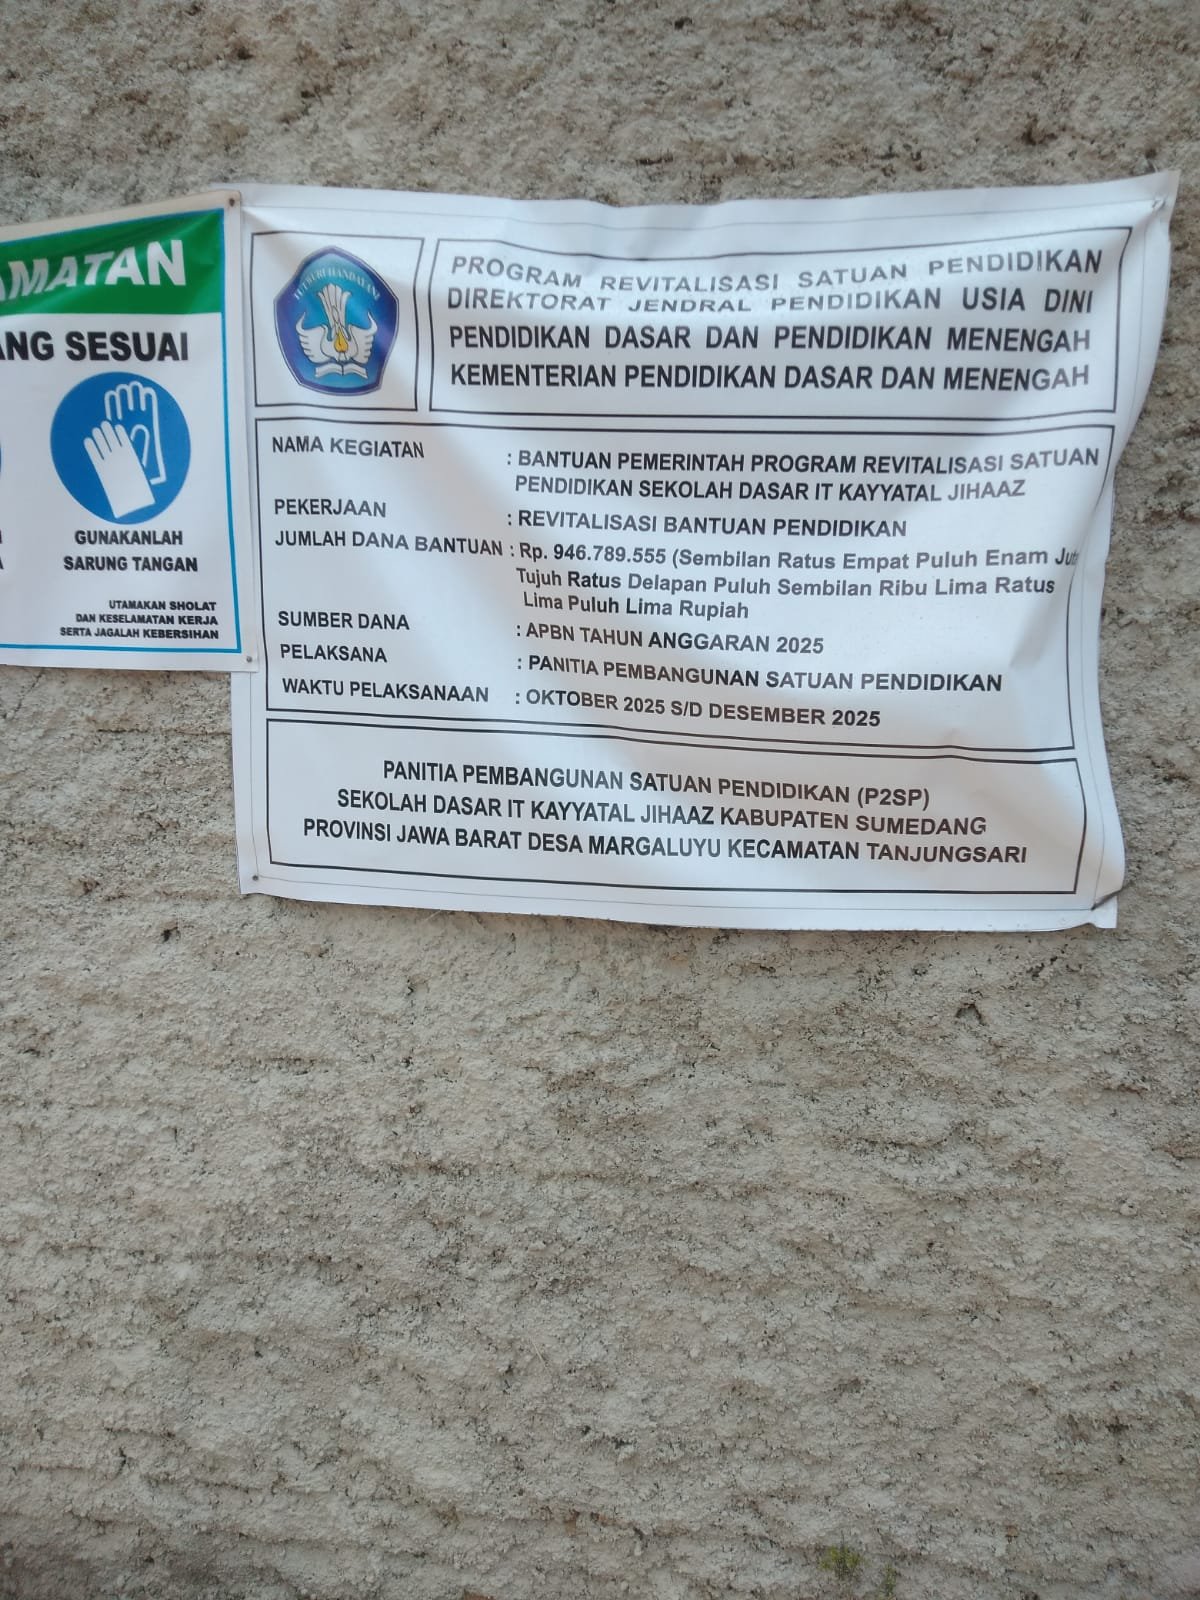 AMATAN
ANG SESUAI
GUNAKANLAH
SARUNG TANGAN
UTAMAKAN SHOLAT
DAN KESELAMATAN KERJA
SERTA JAGALAH KEBERSIHAN
TUT WURI HANDAYANI
PROGRAM REVITALISASI SATUAN PENDIDIKAN
DIREKTORAT JENDRAL PENDIDIKAN USIA DINI
PENDIDIKAN DASAR DAN PENDIDIKAN MENENGAH
KEMENTERIAN PENDIDIKAN DASAR DAN MENENGAH
NAMA KEGIATAN : BANTUAN PEMERINTAH PROGRAM REVITALISASI SATUAN
PENDIDIKAN SEKOLAH DASAR IT KAYYATAL JIHAAZ
PEKERJAAN : REVITALISASI BANTUAN PENDIDIKAN
JUMLAH DANA BANTUAN : Rp. 946.789.555 (Sembilan Ratus Empat Puluh Enam Juta
Tujuh Ratus Delapan Puluh Sembilan Ribu Lima Ratus
Lima Puluh Lima Rupiah
SUMBER DANA : APBN TAHUN ANGGARAN 2025
PELAKSANA : PANITIA PEMBANGUNAN SATUAN PENDIDIKAN
WAKTU PELAKSANAAN : OKTOBER 2025 S/D DESEMBER 2025
PANITIA PEMBANGUNAN SATUAN PENDIDIKAN (P2SP)
SEKOLAH DASAR IT KAYYATAL JIHAAZ KABUPATEN SUMEDANG
PROVINSI JAWA BARAT DESA MARGALUYU KECAMATAN TANJUNGSARI